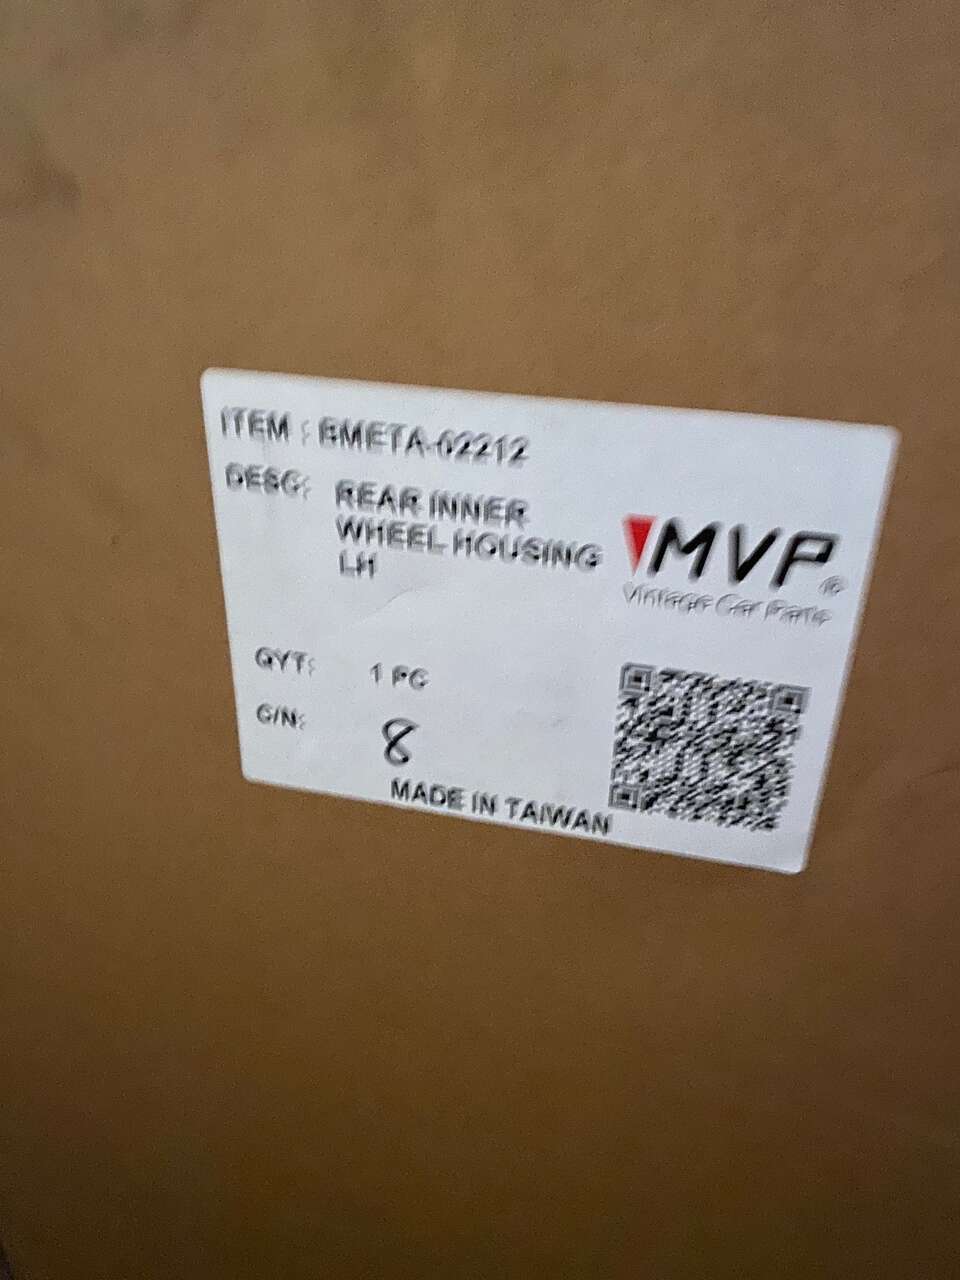 ITEM : BMETA-02212
DESC: REAR INNER
WHEEL HOUSING
LH
MVP®
Vintage Car Parts
QYT: 1 PC
C/N: 8
MADE IN TAIWAN